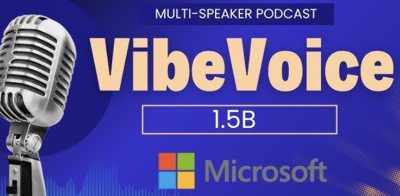 MULTI-SPEAKER PODCAST
VibeVoice
1.5B
Microsoft